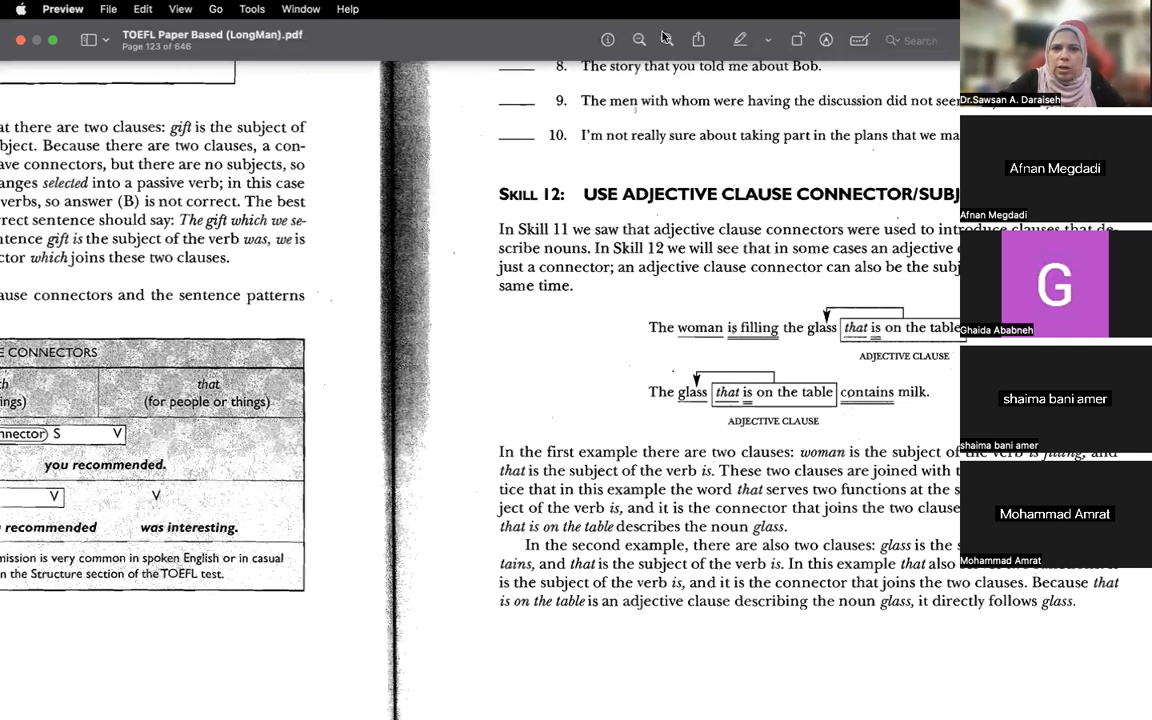 Preview File Edit View Go Tools Window Help
TOEFL Paper Based (LongMan).pdf
Page 123 of 646
Search
at there are two clauses: gift is the subject of
bject. Because there are two clauses, a con-
ave connectors, but there are no subjects, so
anges selected into a passive verb; in this case
verbs, so answer (B) is not correct. The best
rrect sentence should say: The gift which we se-
ntence gift is the subject of the verb was, we is
ctor which joins these two clauses.
ause connectors and the sentence patterns
E CONNECTORS
th that
ings) (for people or things)
nnector S V
you recommended.
V V
recommended was interesting.
mission is very common in spoken English or in casual
n the Structure section of the TOEFL test.
8. The story that you told me about Bob.
9. The men with whom were having the discussion did not seem
10. I'm not really sure about taking part in the plans that we ma
SKILL 12: USE ADJECTIVE CLAUSE CONNECTOR/SUBJ
In Skill 11 we saw that adjective clause connectors were used to introduce clauses that de-
scribe nouns. In Skill 12 we will see that in some cases an adjective
just a connector; an adjective clause connector can also be the subj
same time.
The woman is filling the glass that is on the table
ADJECTIVE CLAUSE
The glass that is on the table contains milk.
ADJECTIVE CLAUSE
In the first example there are two clauses: woman is the subject of the verb is filling, and
that is the subject of the verb is. These two clauses are joined with t
tice that in this example the word that serves two functions at the s
ject of the verb is, and it is the connector that joins the two clause
that is on the table describes the noun glass.
In the second example, there are also two clauses: glass is the s
tains, and that is the subject of the verb is. In this example that also
is the subject of the verb is, and it is the connector that joins the two clauses. Because that
is on the table is an adjective clause describing the noun glass, it directly follows glass.
Dr.Sawsan A. Daraiseh
Afnan Megdadi
Afnan Megdadi
G
Ghaida Ababneh
shaima bani amer
shaima bani amer
Mohammad Amrat
Mohammad Amrat